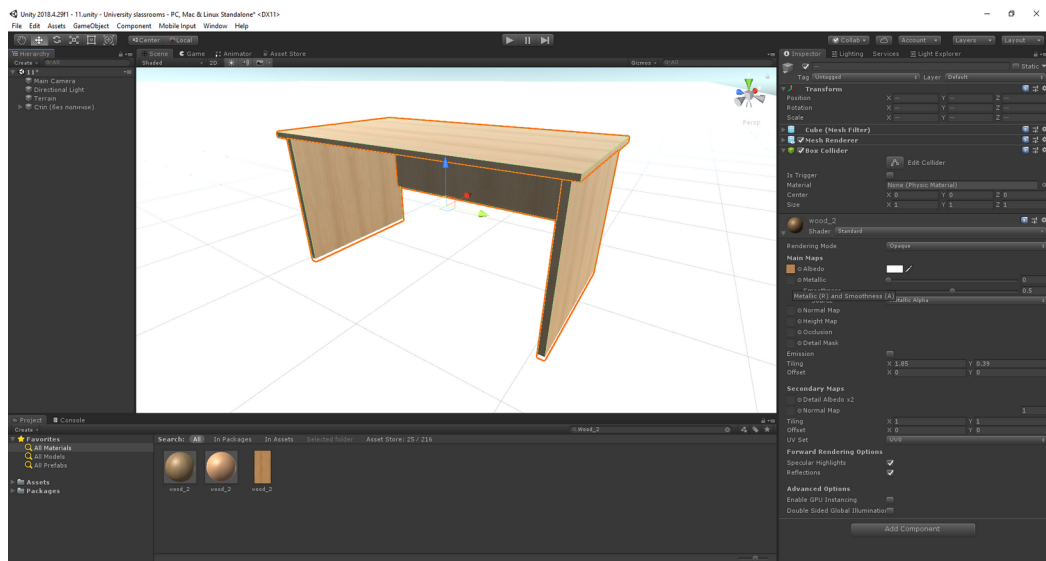 Unity 2018.4.29f1 - 11.unity - University slassrooms - PC, Mac & Linux Standalone* <DX11>
File Edit Assets GameObject Component Mobile Input Window Help
Center Local Collab Account Layers Layout
Hierarchy Scene Game Animator Asset Store Inspector Lighting Services Light Explorer
Create All Shaded 2D Gizmos All
11* Static
Main Camera Tag Untagged Layer Default
Directional Light Transform
Terrain Position X — Y — Z —
Rotation X — Y — Z —
Scale X — Y — Z —
Persp
Cube (Mesh Filter)
Mesh Renderer
Box Collider
Edit Collider
Is Trigger
Material None (Physic Material)
Center X 0 Y 0 Z 0
Size X 1 Y 1 Z 1
wood_2
Shader Standard
Rendering Mode Opaque
Main Maps
Albedo
Metallic 0
Smoothness 0.5
Metallic (R) and Smoothness (A)
Metallic Alpha
Normal Map
Height Map
Occlusion
Detail Mask
Emission
Tiling X 1.85 Y 0.39
Offset X 0 Y 0
Secondary Maps
Detail Albedo x2
Normal Map 1
Tiling X 1 Y 1
Offset X 0 Y 0
UV Set UV0
Forward Rendering Options
Specular Highlights
Reflections
Advanced Options
Enable GPU Instancing
Double Sided Global Illumination
Add Component
Project Console
Create Wood_2
Favorites Search: All In Packages In Assets Selected folder Asset Store: 25 / 216
All Materials
All Models
All Prefabs
Assets
Packages
wood_2 wood_2 wood_2